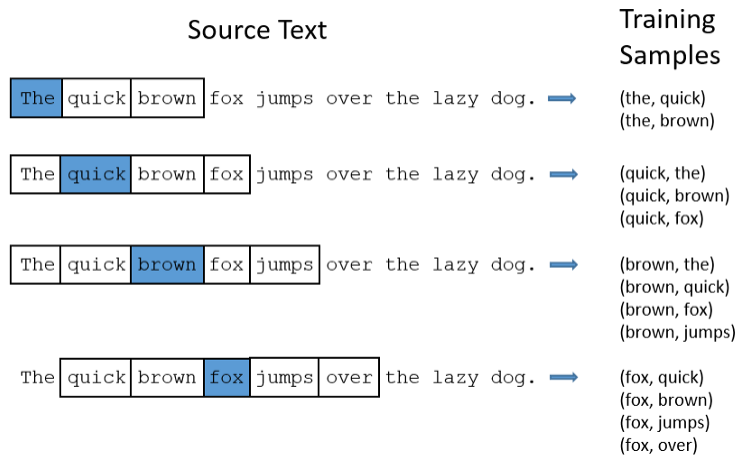 Source Text
Training
Samples
The quick brown fox jumps over the lazy dog.
(the, quick)
(the, brown)
The quick brown fox jumps over the lazy dog.
(quick, the)
(quick, brown)
(quick, fox)
The quick brown fox jumps over the lazy dog.
(brown, the)
(brown, quick)
(brown, fox)
(brown, jumps)
The quick brown fox jumps over the lazy dog.
(fox, quick)
(fox, brown)
(fox, jumps)
(fox, over)